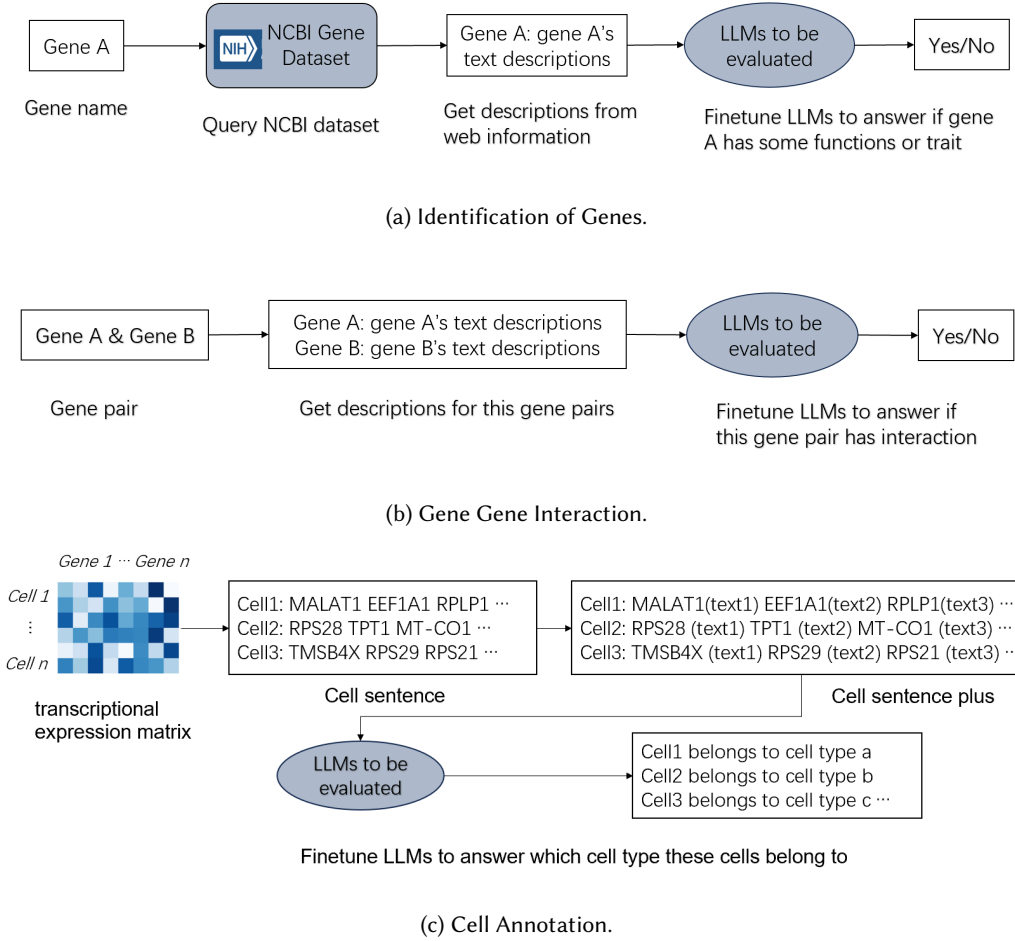 Gene A
NIH
NCBI Gene
Dataset
Gene A: gene A's
text descriptions
LLMs to be
evaluated
Yes/No
Gene name
Query NCBI dataset
Get descriptions from
web information
Finetune LLMs to answer if gene
A has some functions or trait
(a) Identification of Genes.
Gene A & Gene B
Gene A: gene A's text descriptions
Gene B: gene B's text descriptions
LLMs to be
evaluated
Yes/No
Gene pair
Get descriptions for this gene pairs
Finetune LLMs to answer if
this gene pair has interaction
(b) Gene Gene Interaction.
Gene 1 ··· Gene n
Cell 1
⋮
Cell n
transcriptional
expression matrix
Cell1: MALAT1 EEF1A1 RPLP1 ···
Cell2: RPS28 TPT1 MT-CO1 ···
Cell3: TMSB4X RPS29 RPS21 ···
Cell sentence
Cell1: MALAT1(text1) EEF1A1(text2) RPLP1(text3) ···
Cell2: RPS28 (text1) TPT1 (text2) MT-CO1 (text3) ···
Cell3: TMSB4X (text1) RPS29 (text2) RPS21 (text3) ···
Cell sentence plus
LLMs to be
evaluated
Cell1 belongs to cell type a
Cell2 belongs to cell type b
Cell3 belongs to cell type c ···
Finetune LLMs to answer which cell type these cells belong to
(c) Cell Annotation.